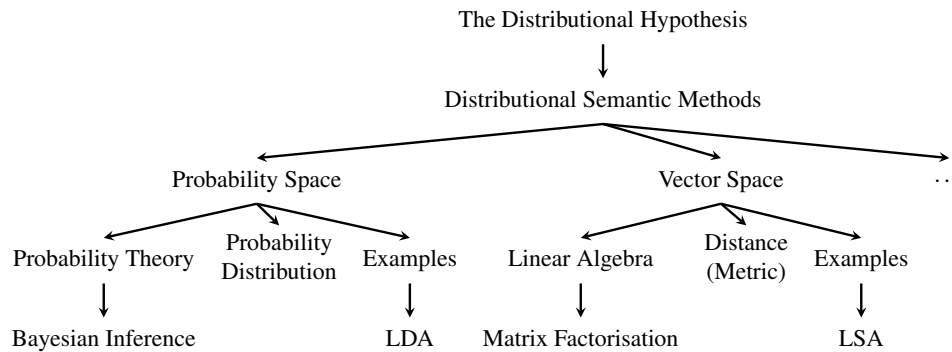 The Distributional Hypothesis
Distributional Semantic Methods
Probability Space
Vector Space
..
Probability Theory
Probability
Distribution
Examples
Linear Algebra
Distance
(Metric)
Examples
Bayesian Inference
LDA
Matrix Factorisation
LSA